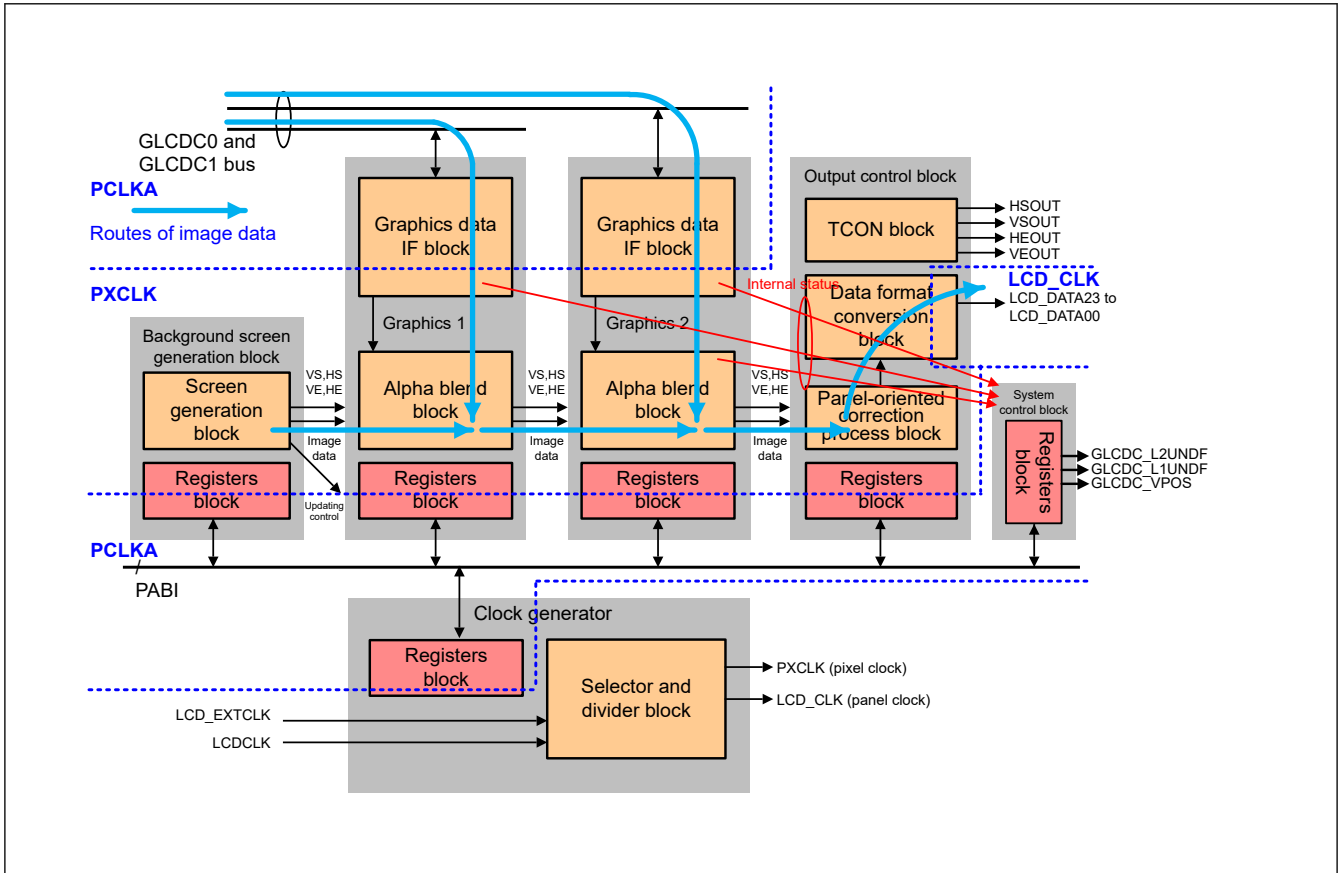 GLCDC0 and
GLCDC1 bus
PCLKA
Routes of image data
PXCLK
Graphics data
IF block
Graphics data
IF block
Output control block
TCON block
HSOUT
VSOUT
HEOUT
VEOUT
Internal status
LCD_CLK
LCD_DATA23 to
LCD_DATA00
Data format
conversion
block
Graphics 1
Graphics 2
Background screen
generation block
Screen
generation
block
VS,HS
VE,HE
Image
data
Alpha blend
block
VS,HS
VE,HE
Image
data
Alpha blend
block
VS,HS
VE,HE
Image
data
Panel-oriented
correction
process block
System
control block
Registers
block
GLCDC_L2UNDF
GLCDC_L1UNDF
GLCDC_VPOS
Registers
block
Updating
control
Registers
block
Registers
block
Registers
block
PCLKA
PABI
Clock generator
Registers
block
Selector and
divider block
PXCLK (pixel clock)
LCD_CLK (panel clock)
LCD_EXTCLK
LCDCLK